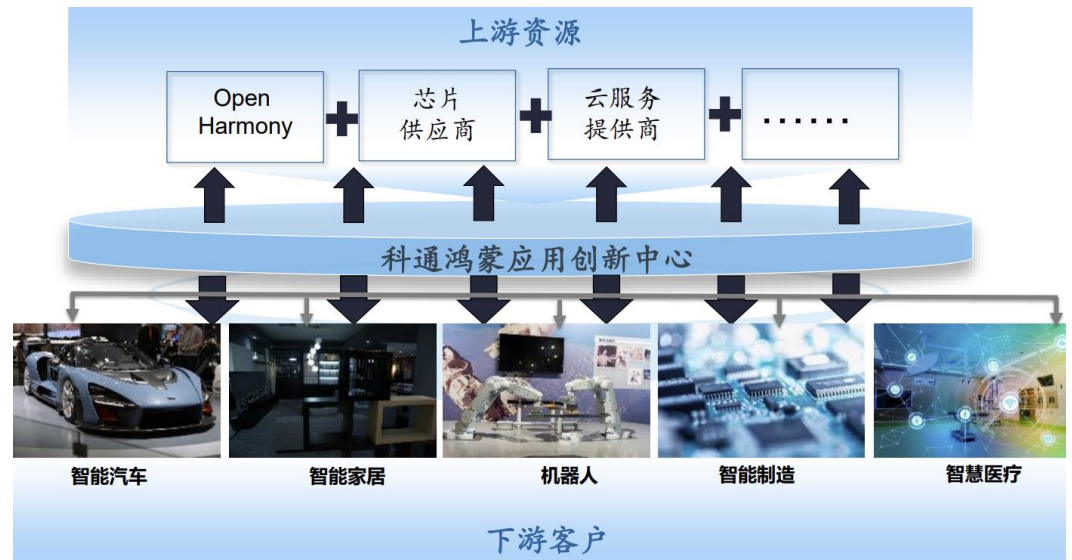 上游资源
Open
Harmony
芯片
供应商
云服务
提供商
......
科通鸿蒙应用创新中心
智能汽车
智能家居
机器人
智能制造
智慧医疗
下游客户